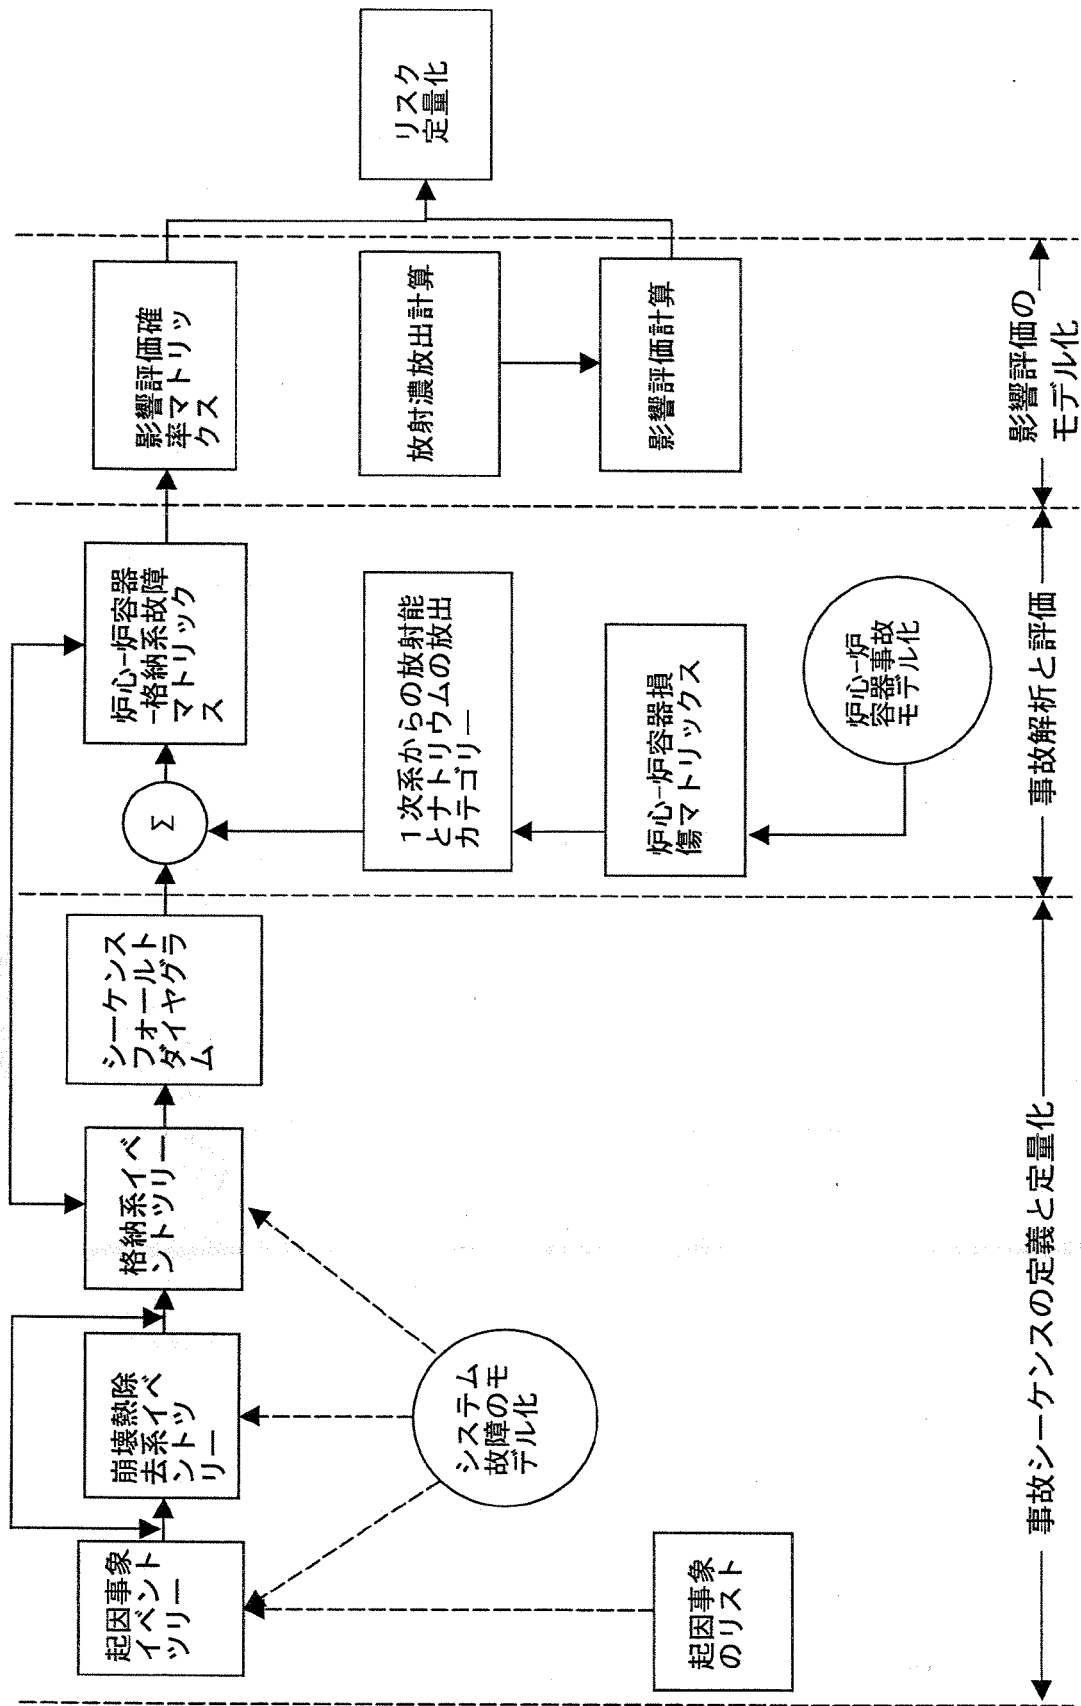 起因事象
イベント
ツリー
崩壊熱除
去系イベ
ントツ
リー
格納系イベ
ントツリー
シーケンス
フォールト
ダイヤグラ
ム
Σ
炉心-炉容器
-格納系故障
マトリック
ス
影響評価確
率マトリッ
クス
リスク
定量化
システム
故障のモ
デル化
1次系からの放射能
とナトリウムの放出
カテゴリー
放射濃放出計算
起因事象
のリスト
炉心-炉容器損
傷マトリックス
影響評価計算
炉心-炉
容器事故
モデル化
事故シーケンスの定義と定量化
事故解析と評価
影響評価の
モデル化